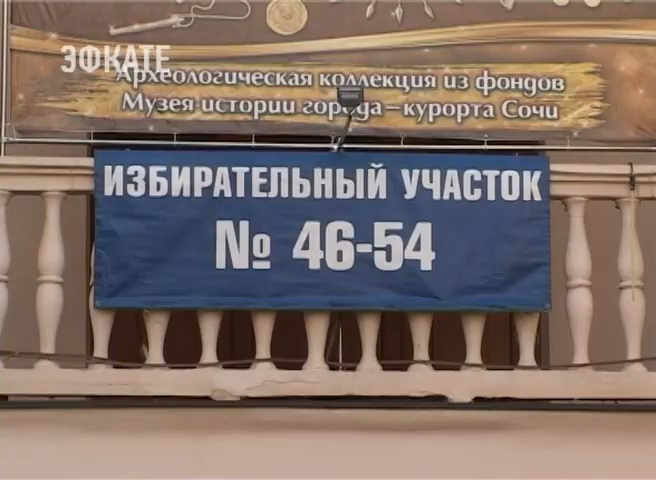 ЭФКАТЕ
Археологическая коллекция из фондов
Музея истории города – курорта Сочи
ИЗБИРАТЕЛЬНЫЙ УЧАСТОК
№ 46-54